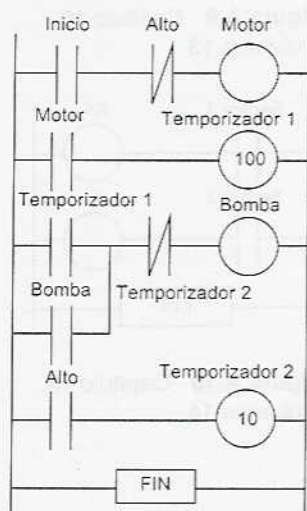 Inicio Alto Motor
Motor Temporizador 1
100
Temporizador 1 Bomba
Bomba Temporizador 2
Alto Temporizador 2
10
FIN